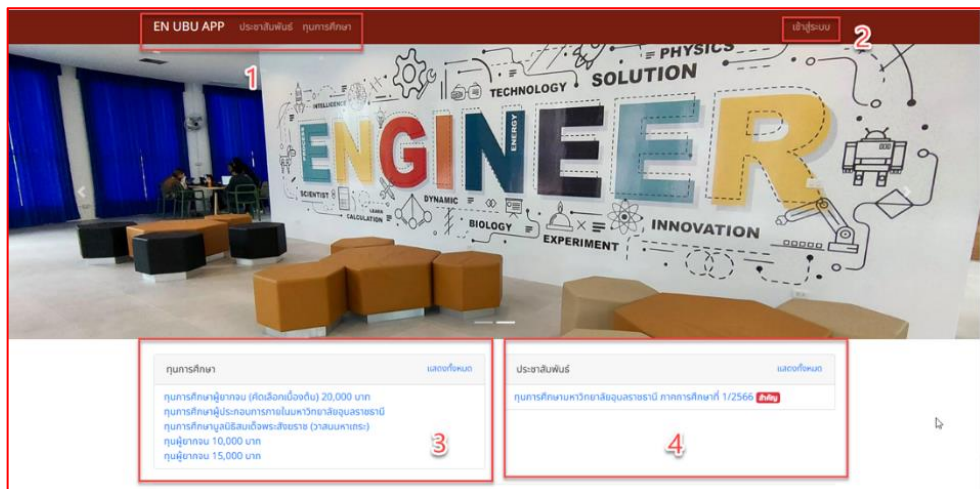 EN UBU APP ประชาสัมพันธ์ ทุนการศึกษา เข้าสู่ระบบ
1
2
PHYSICS
SOLUTION
TECHNOLOGY
INTELLIGENCE
ENGINEER
ENERGY
SCIENTIST
LEARN
CALCULATION
DYNAMIC
BIOLOGY
EXPERIMENT
INNOVATION
ทุนการศึกษา แสดงทั้งหมด
ทุนการศึกษาผู้ยากจน (คัดเลือกเบื้องต้น) 20,000 บาท
ทุนการศึกษาผู้ประกอบการภายในมหาวิทยาลัยอุบลราชธานี
ทุนการศึกษามูลนิธิสมเด็จพระสังฆราช (วาสนมหาเถระ)
ทุนผู้ยากจน 10,000 บาท
ทุนผู้ยากจน 15,000 บาท
3
ประชาสัมพันธ์ แสดงทั้งหมด
ทุนการศึกษามหาวิทยาลัยอุบลราชธานี ภาคการศึกษาที่ 1/2566 สำคัญ
4